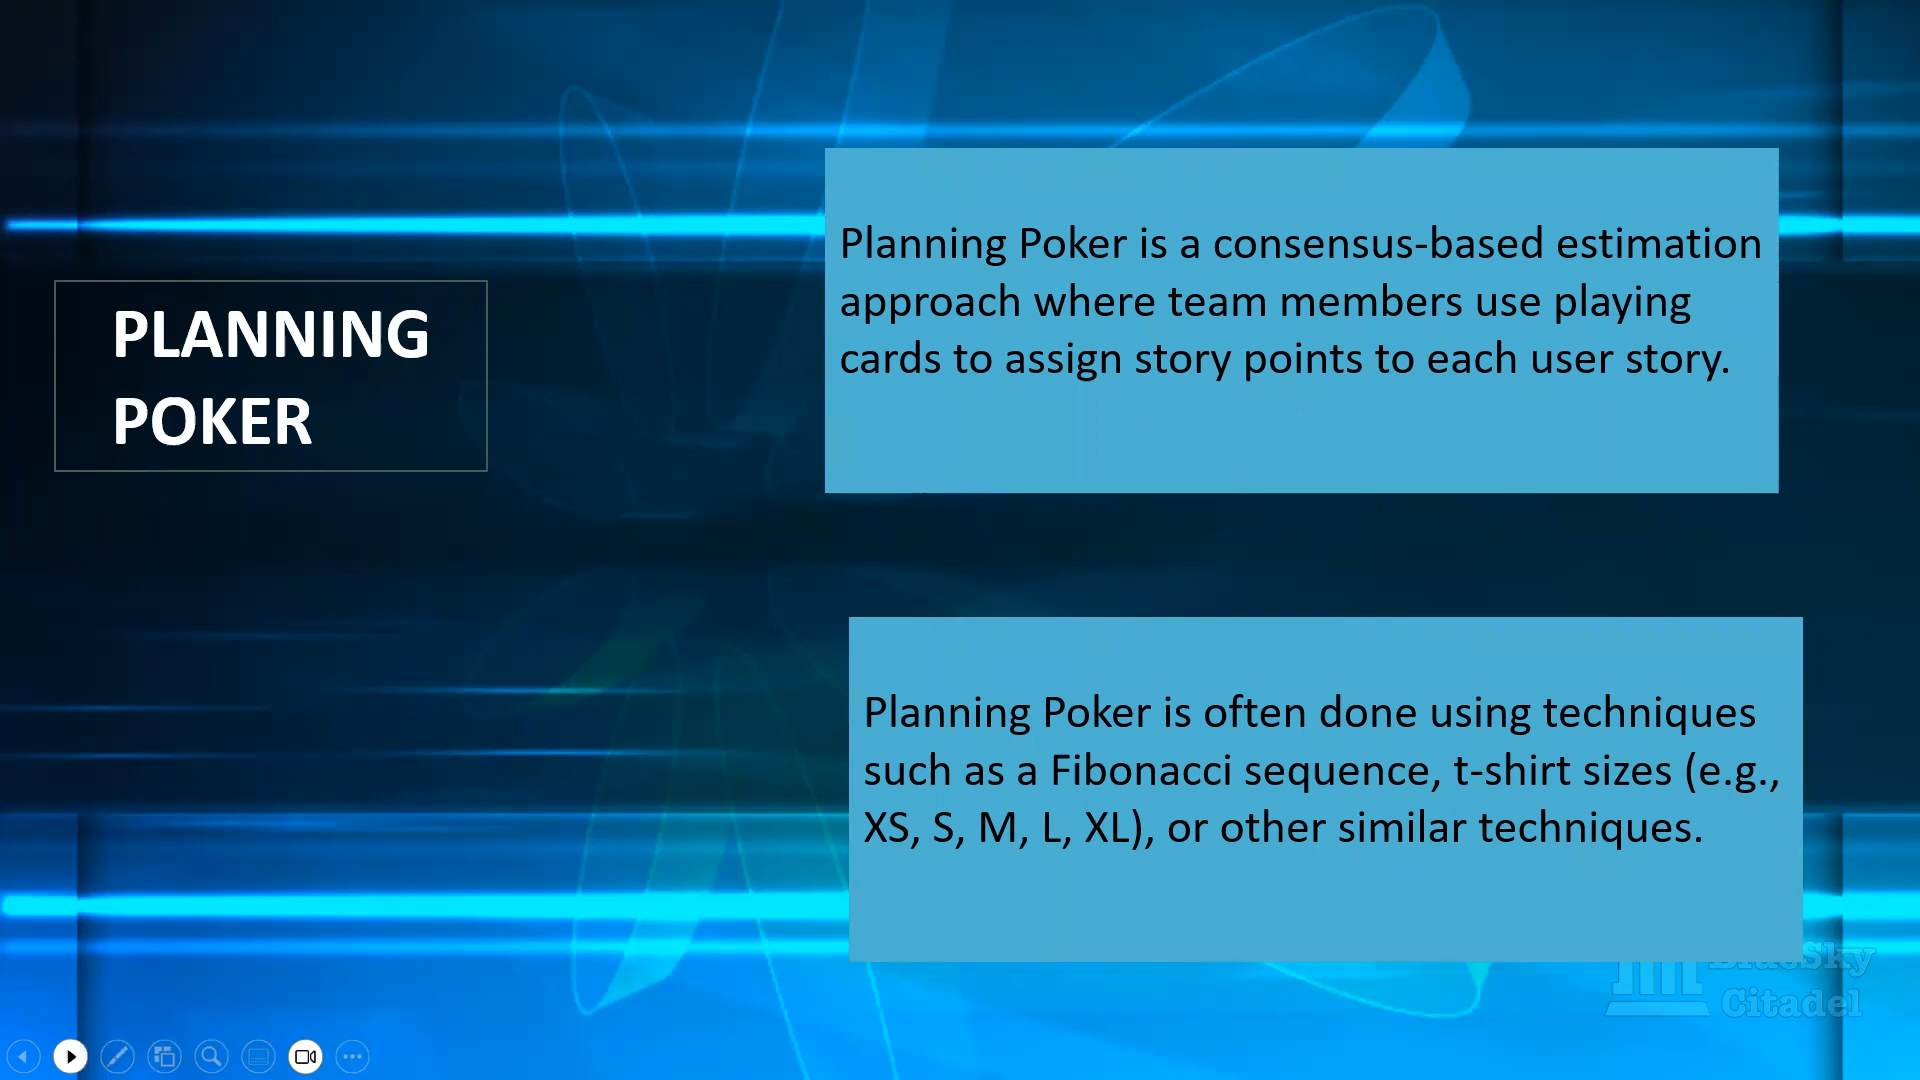 PLANNING
POKER
Planning Poker is a consensus-based estimation
approach where team members use playing
cards to assign story points to each user story.
Planning Poker is often done using techniques
such as a Fibonacci sequence, t-shirt sizes (e.g.,
XS, S, M, L, XL), or other similar techniques.
BlueSky
Citadel